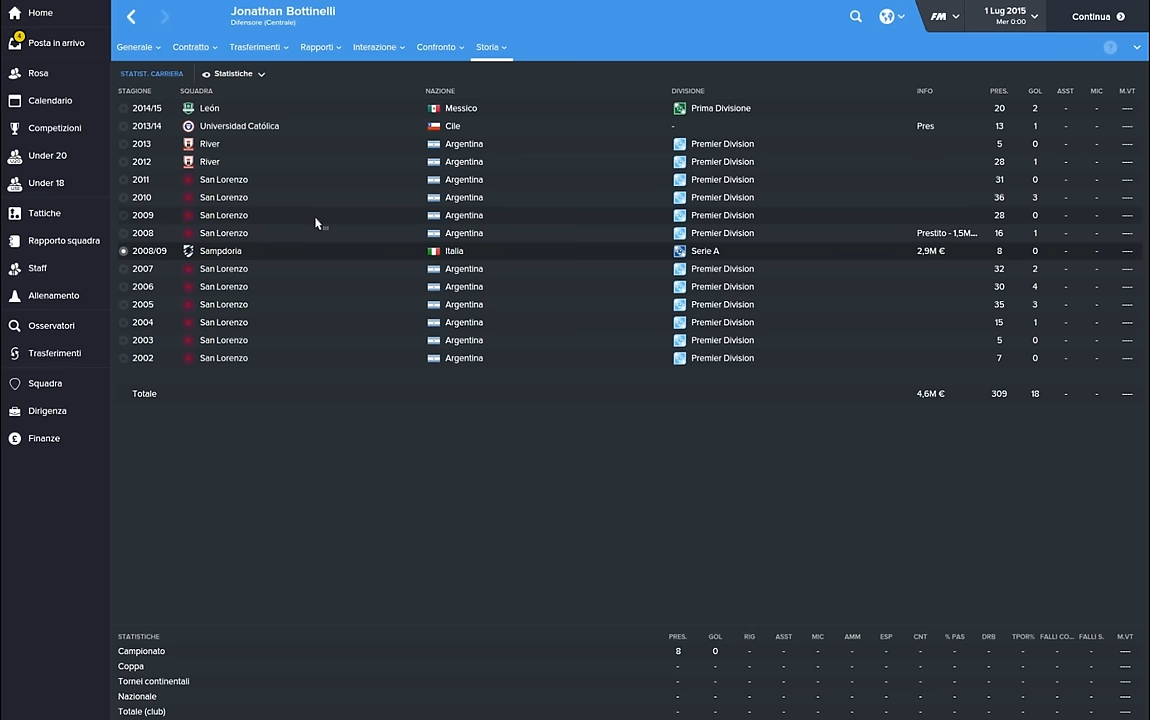 Home
4
Posta in arrivo
Rosa
Calendario
Competizioni
Under 20
Under 18
Tattiche
Rapporto squadra
Staff
Allenamento
Osservatori
Trasferimenti
Squadra
Dirigenza
Finanze
Jonathan Bottinelli
Difensore (Centrale)
FM
1 Lug 2015
Mer 0:00
Continua
Generale Contratto Trasferimenti Rapporti Interazione Confronto Storia ?
STATIST. CARRIERA Statistiche
STAGIONE SQUADRA NAZIONE DIVISIONE INFO PRES. GOL ASST MIC M.VT
2014/15 León Messico Prima Divisione 20 2 - - ----
2013/14 Universidad Católica Cile - Pres 13 1 - - ----
2013 River Argentina Premier Division 5 0 - - ----
2012 River Argentina Premier Division 28 1 - - ----
2011 San Lorenzo Argentina Premier Division 31 0 - - ----
2010 San Lorenzo Argentina Premier Division 36 3 - - ----
2009 San Lorenzo Argentina Premier Division 28 0 - - ----
2008 San Lorenzo Argentina Premier Division Prestito - 1,5M... 16 1 - - ----
2008/09 Sampdoria Italia Serie A 2,9M € 8 0 - - ----
2007 San Lorenzo Argentina Premier Division 32 2 - - ----
2006 San Lorenzo Argentina Premier Division 30 4 - - ----
2005 San Lorenzo Argentina Premier Division 35 3 - - ----
2004 San Lorenzo Argentina Premier Division 15 1 - - ----
2003 San Lorenzo Argentina Premier Division 5 0 - - ----
2002 San Lorenzo Argentina Premier Division 7 0 - - ----
Totale 4,6M € 309 18 - - ----
STATISTICHE PRES. GOL RIG ASST MIC AMM ESP CNT % PAS DRB TPOR% FALLI CO... FALLI S. M.VT
Campionato 8 0 - - - - - - - - - - - ----
Coppa - - - - - - - - - - - - - ----
Tornei continentali - - - - - - - - - - - - - ----
Nazionale - - - - - - - - - - - - - ----
Totale (club) - - - - - - - - - - - - - ----